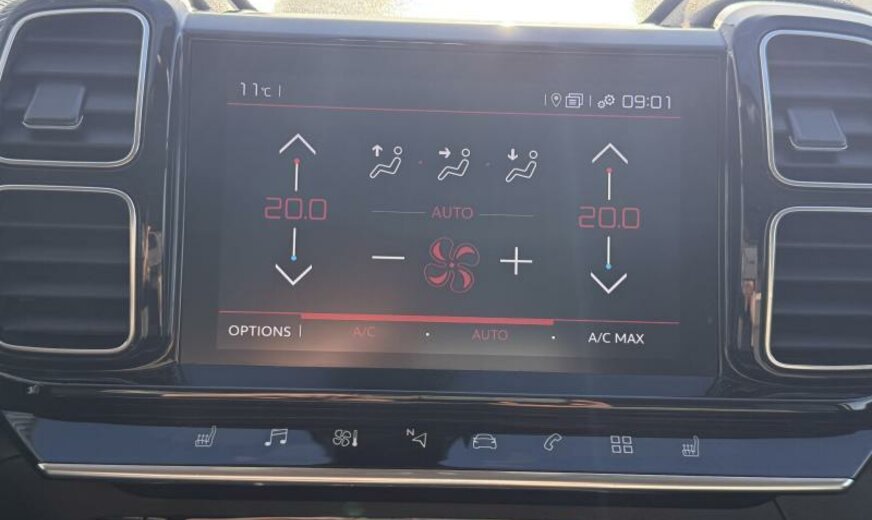 11°C
09:01
20.0
20.0
AUTO
OPTIONS
A/C
AUTO
A/C MAX
N